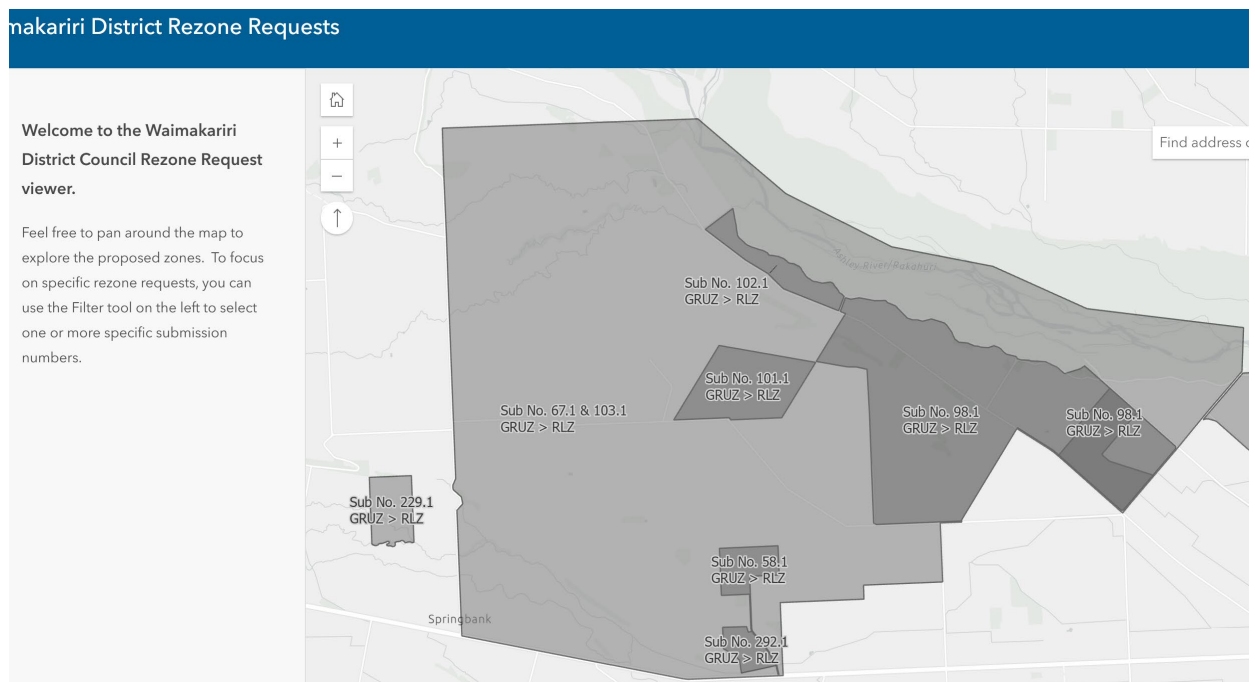 makariri District Rezone Requests
Welcome to the Waimakariri
District Council Rezone Request
viewer.
Feel free to pan around the map to
explore the proposed zones. To focus
on specific rezone requests, you can
use the Filter tool on the left to select
one or more specific submission
numbers.
+
−
Find address o
Ashley River/Rakahuri
Sub No. 102.1
GRUZ > RLZ
Sub No. 101.1
GRUZ > RLZ
Sub No. 67.1 & 103.1
GRUZ > RLZ
Sub No. 98.1
GRUZ > RLZ
Sub No. 98.1
GRUZ > RLZ
Sub No. 229.1
GRUZ > RLZ
Sub No. 58.1
GRUZ > RLZ
Springbank
Sub No. 292.1
GRUZ > RLZ